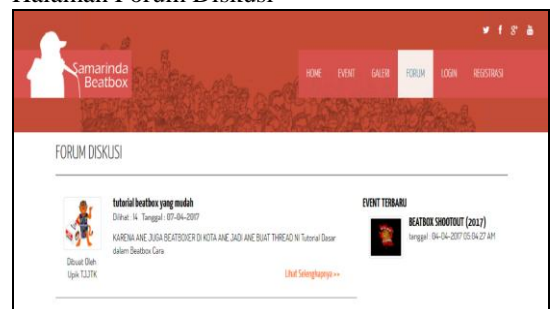 Halaman Forum Diskusi
Samarinda
Beatbox
HOME EVENT GALERI FORUM LOGIN REGISTRASI
FORUM DISKUSI
tutorial beatbox yang mudah
Dilihat : 14 Tanggal : 07-04-2017
KARENA ANE JUGA BEATBOXER DI KOTA ANE JADI ANE BUAT THREAD NI Tutorial Dasar
dalam Beatbox Cara
Dibuat Oleh
Upik TJJTK
Lihat Selengkapnya >>
EVENT TERBARU
BEATBOX SHOOTOUT (2017)
tanggal : 04-04-2017 05:04:27 AM